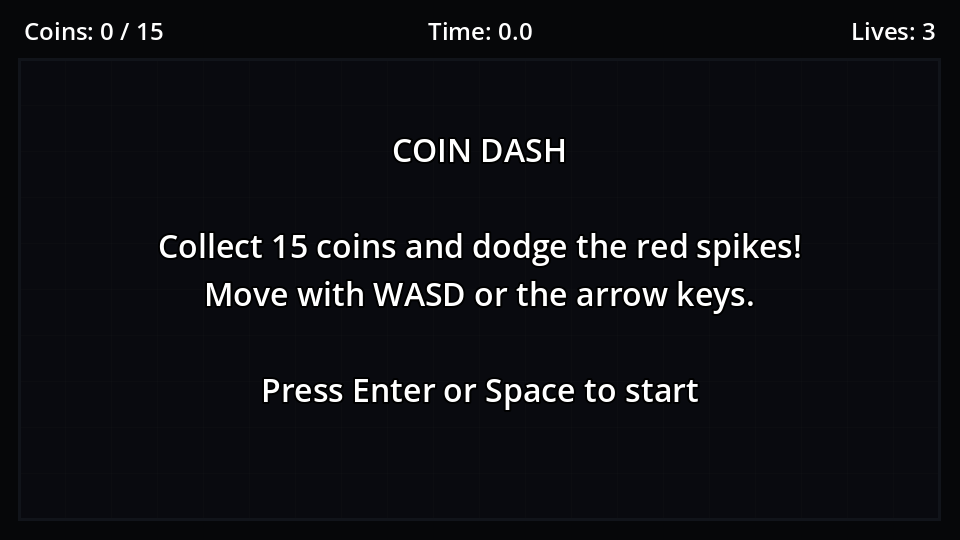 Coins: 0 / 15
Time: 0.0
Lives: 3
COIN DASH
Collect 15 coins and dodge the red spikes!
Move with WASD or the arrow keys.
Press Enter or Space to start